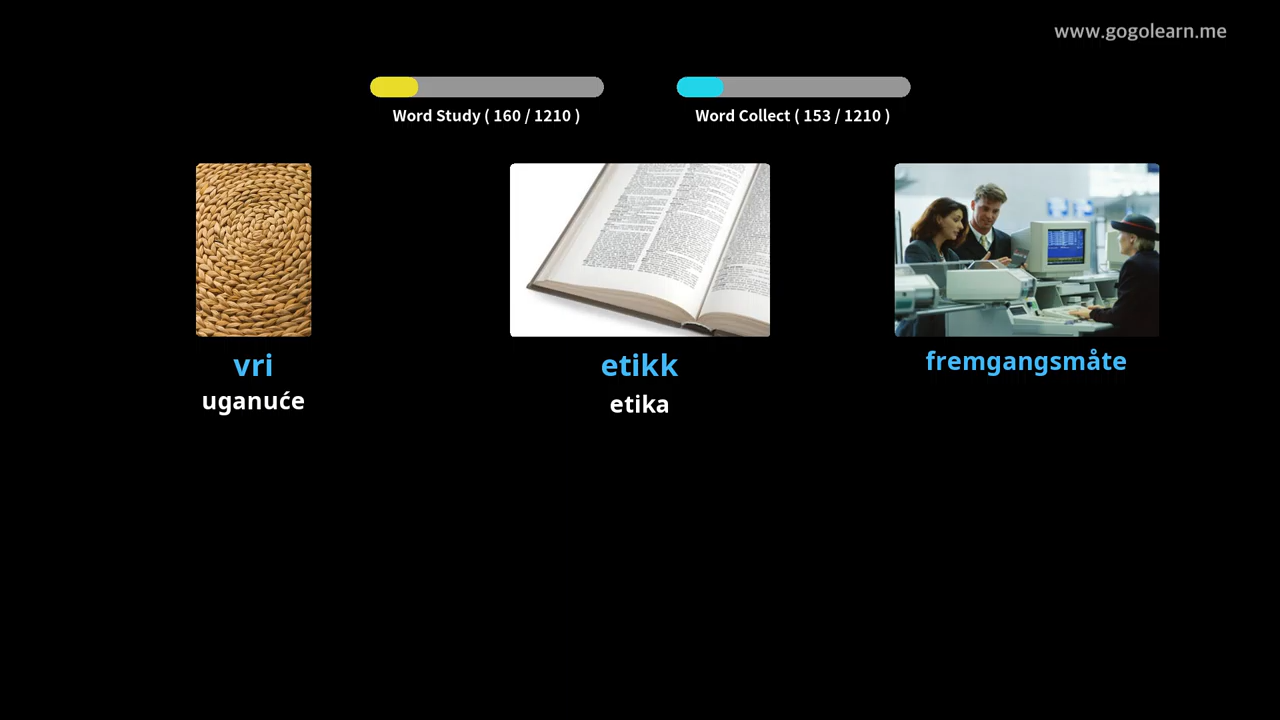 www.gogolearn.me
Word Study ( 160 / 1210 )
Word Collect ( 153 / 1210 )
vri
etikk
fremgangsmåte
uganuće
etika